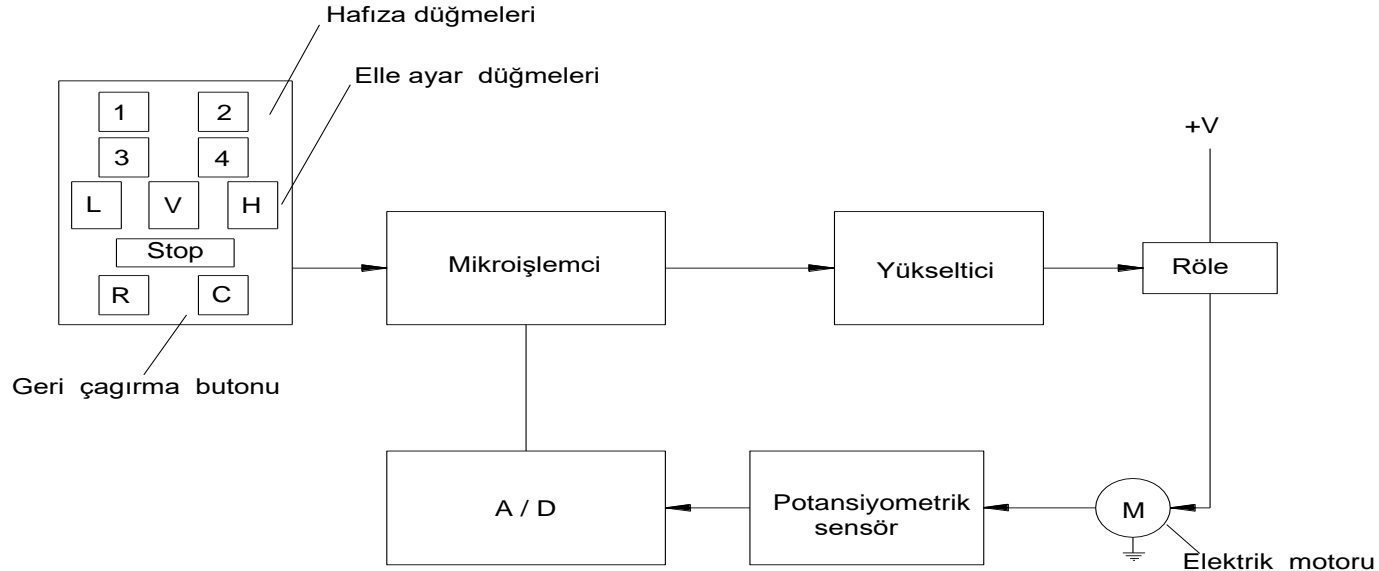 Hafıza düğmeleri
Elle ayar düğmeleri
1 2
3 4
L V H
Stop
R C
Geri çagırma butonu
Mikroişlemci
Yükseltici
+V
Röle
A / D
Potansiyometrik
sensör
M
Elektrik motoru